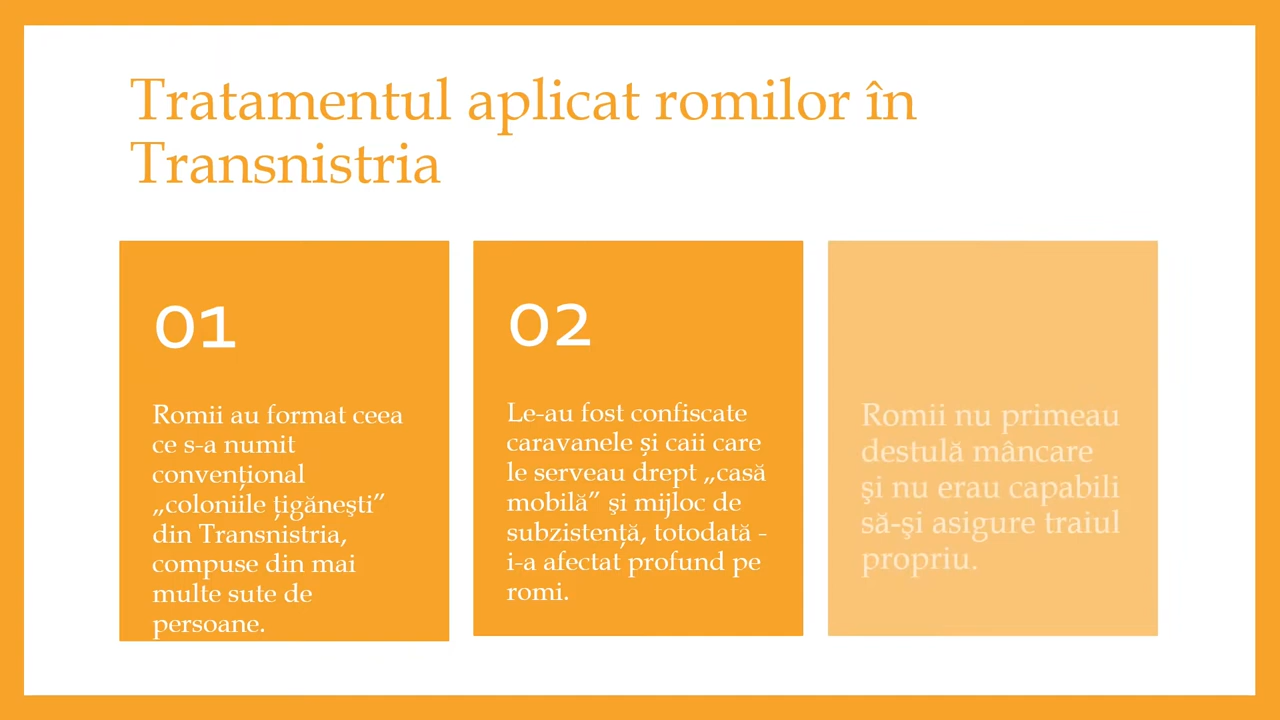 Tratamentul aplicat romilor în
Transnistria
01
Romii au format ceea
ce s-a numit
convențional
„coloniile țigăneşti”
din Transnistria,
compuse din mai
multe sute de
persoane.
02
Le-au fost confiscate
caravanele și caii care
le serveau drept „casă
mobilă” şi mijloc de
subzistență, totodată -
i-a afectat profund pe
romi.
Romii nu primeau
destulă mâncare
şi nu erau capabili
să-şi asigure traiul
propriu.